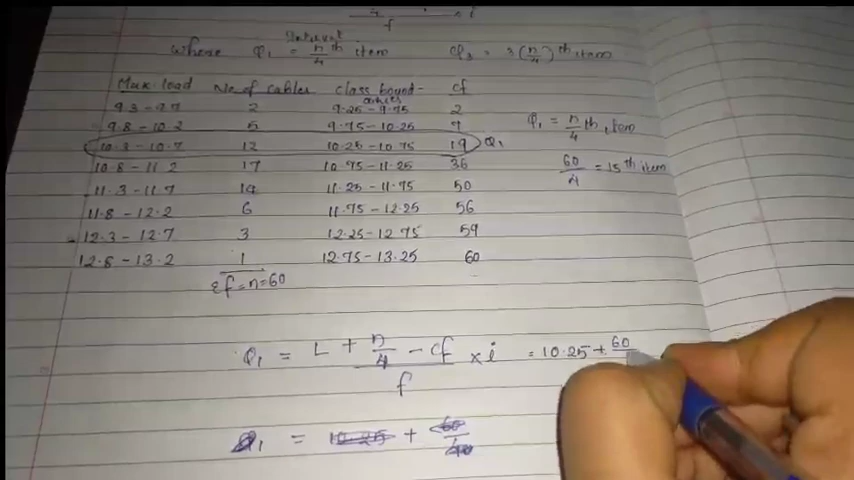 4 × i
f
where Q₁ = n/4 th item Q₃ = 3(n/4)th item
Max.load No of cables class bound- cf
aries
9.3 - 9.7 2 9.25 - 9.75 2
9.8 - 10.2 5 9.75 - 10.25 7
10.3 - 10.7 12 10.25 - 10.75 19 Q₁
10.8 - 11.2 17 10.75 - 11.25 36
11.3 - 11.7 14 11.25 - 11.75 50
11.8 - 12.2 6 11.75 - 12.25 56
12.3 - 12.7 3 12.25 - 12.75 59
12.8 - 13.2 1 12.75 - 13.25 60
Σf = n = 60
Q₁ = n/4 th item
60/4 = 15th item
Q₁ = L + n/4 - cf / f × i = 10.25 + 60
Q₁ = 10.25 + 60/40